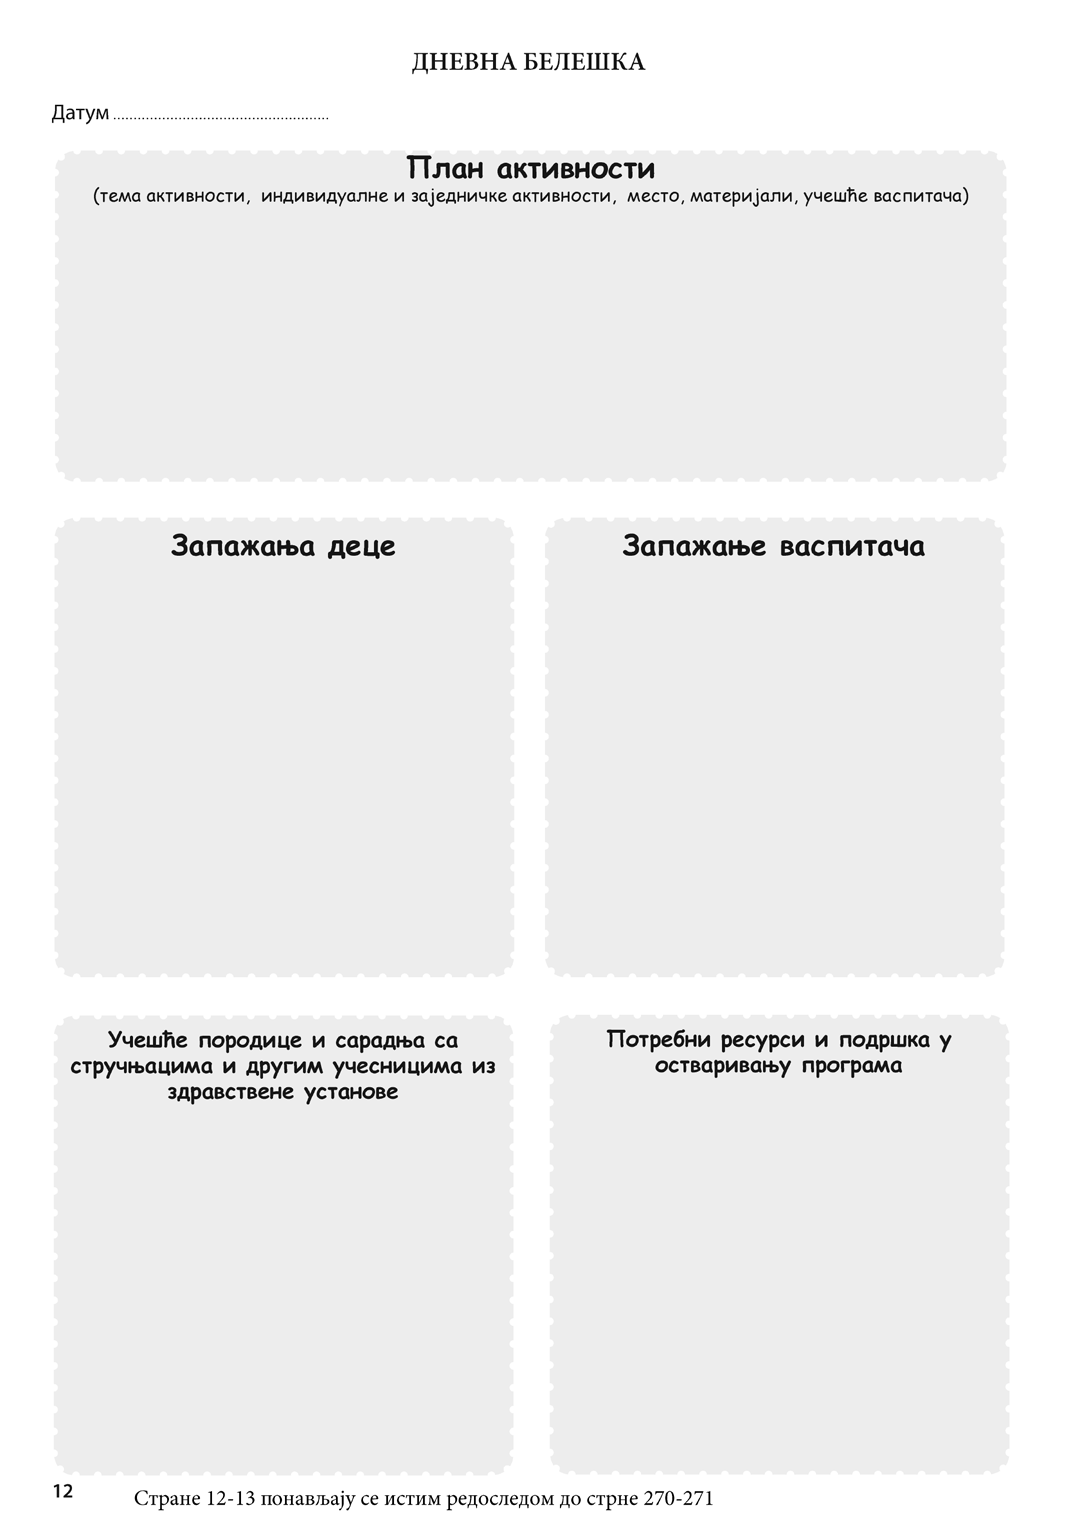 ДНЕВНА БЕЛЕШКА
Датум .....................................................
План активности
(тема активности, индивидуалне и заједничке активности, место, материјали, учешће васпитача)
Запажања деце
Запажање васпитача
Учешће породице и сарадња са
стручњацима и другим учесницима из
здравствене установе
Потребни ресурси и подршка у
остваривању програма
12
Стране 12-13 понављају се истим редоследом до стрне 270-271